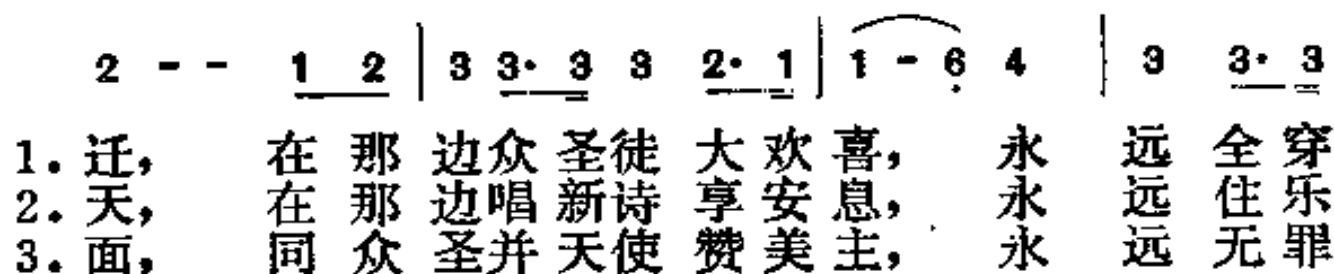 2 - - 1 2 | 3 3· 3 3 2· 1 | 1 - 6 4 | 3 3· 3
1. 迁, 在那边众圣徒大欢喜, 永远全穿
2. 天, 在那边唱新诗享安息, 永远住乐
3. 面, 同众圣并天使赞美主, 永远无罪